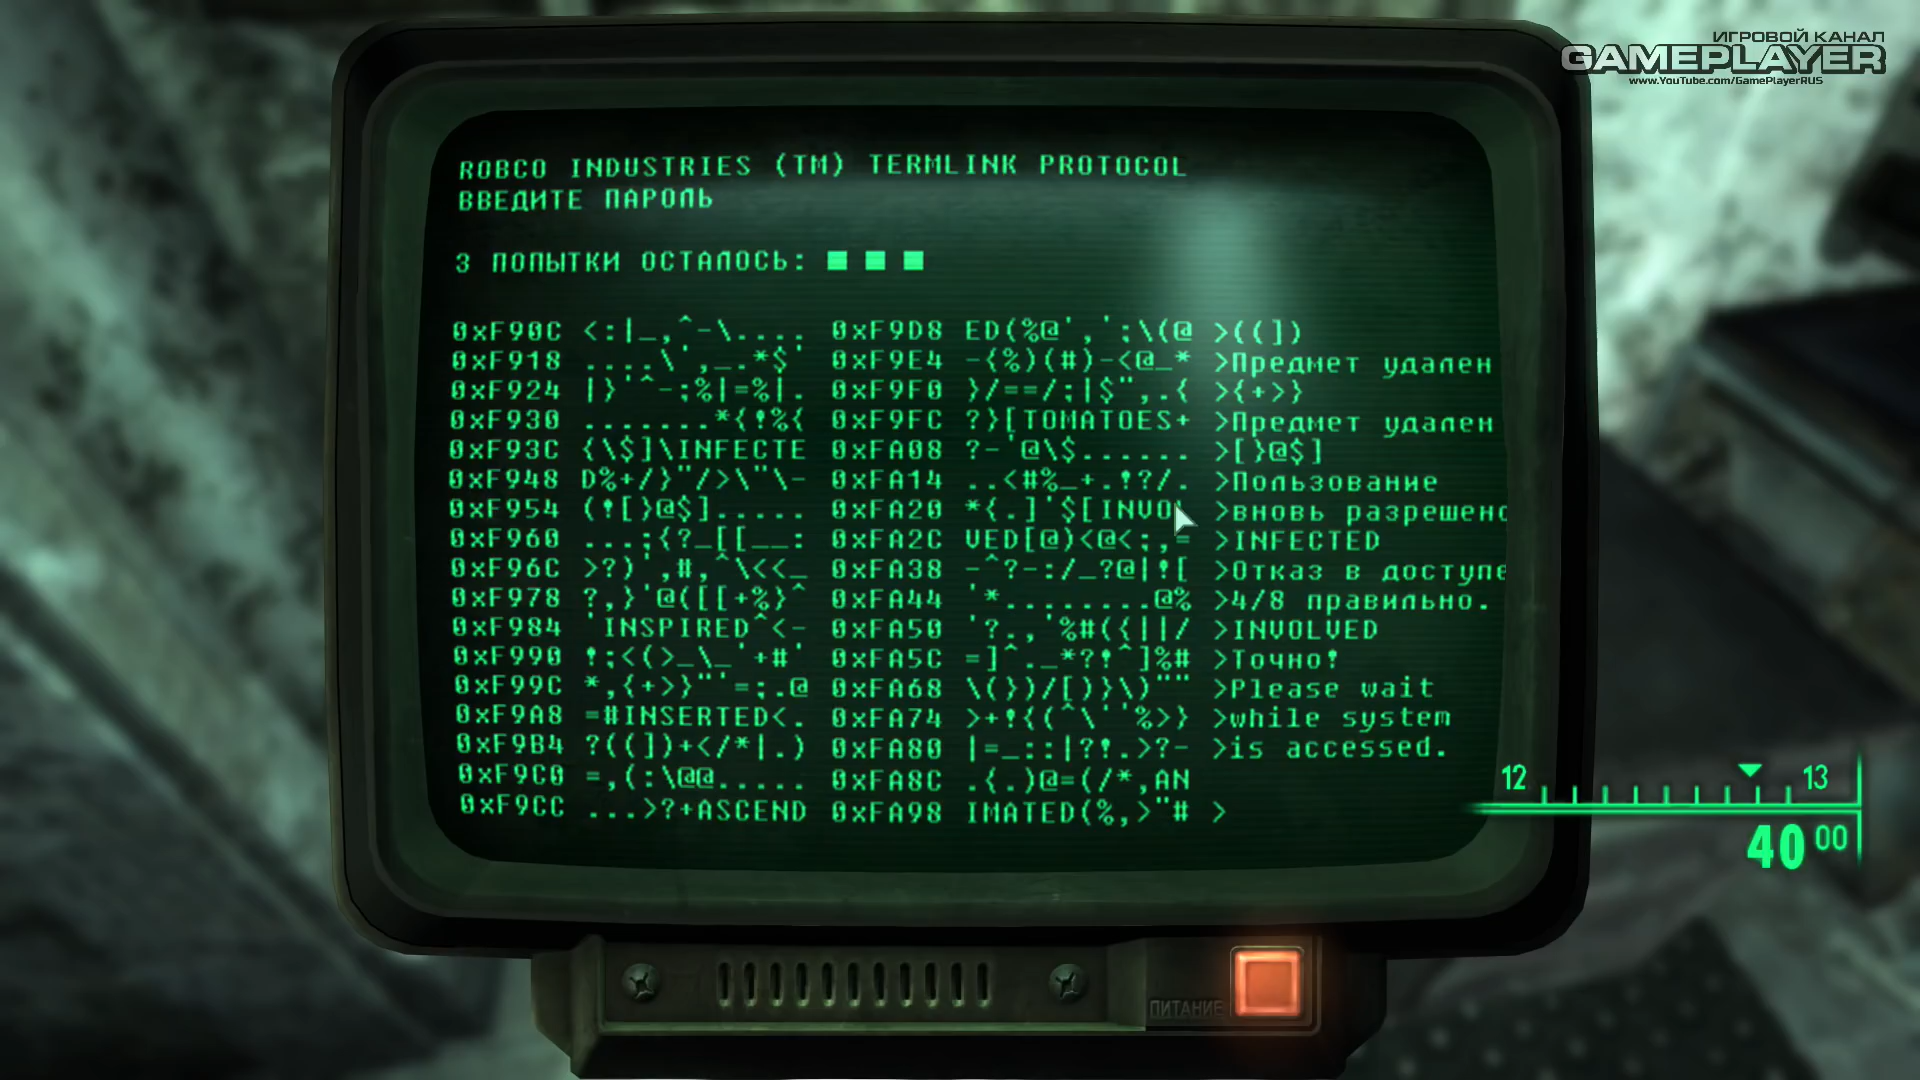 ИГРОВОЙ КАНАЛ
GAMEPLAYER
www.YouTube.com/GamePlayerRUS
ROBCO INDUSTRIES (TM) TERMLINK PROTOCOL
ВВЕДИТЕ ПАРОЛЬ
3 ПОПЫТКИ ОСТАЛОСЬ:
0xF90C <:|_,^-\.... 0xF9D8 ED(%@',';\(@ >((])
0xF918 ....\',_.*$' 0xF9E4 -{%)(#)-<@_* >Предмет удален
0xF924 |}'^-;%|=%|. 0xF9F0 }/==/;|$",.{ >{+>}
0xF930 .......*{!%{ 0xF9FC ?}[TOMATOES+ >Предмет удален
0xF93C {\$]\INFECTE 0xFA08 ?-'@\$...... >[}@$]
0xF948 D%+/}"/>\"\- 0xFA14 ..<#%_+.!?/. >Пользование
0xF954 (![}@$]..... 0xFA20 *{.]'$[INVO >вновь разрешено
0xF960 ...;{?_[[__: 0xFA2C VED[@)<@<;,= >INFECTED
0xF96C >?)',#,^\<<_ 0xFA38 -^?-:/_?@|![ >Отказ в доступе
0xF978 ?,}'@([[+%}^ 0xFA44 '*........@% >4/8 правильно.
0xF984 'INSPIRED^<- 0xFA50 '?.,'%#({||/ >INVOLVED
0xF990 !;<(>_\_'+#' 0xFA5C =]^._*?!^]%# >Точно!
0xF99C *,{+>}"'=;.@ 0xFA68 \(})/[)}\)"" >Please wait
0xF9A8 =#INSERTED<. 0xFA74 >+!{(^\''%>} >while system
0xF9B4 ?((])+</*|.) 0xFA80 |=_::|?!.>?- >is accessed.
0xF9C0 =,(:\@@..... 0xFA8C .{.)@=(/*,AN
0xF9CC ...>?+ASCEND 0xFA98 IMATED(%,>"# >
12 13
40 00
ПИТАНИЕ